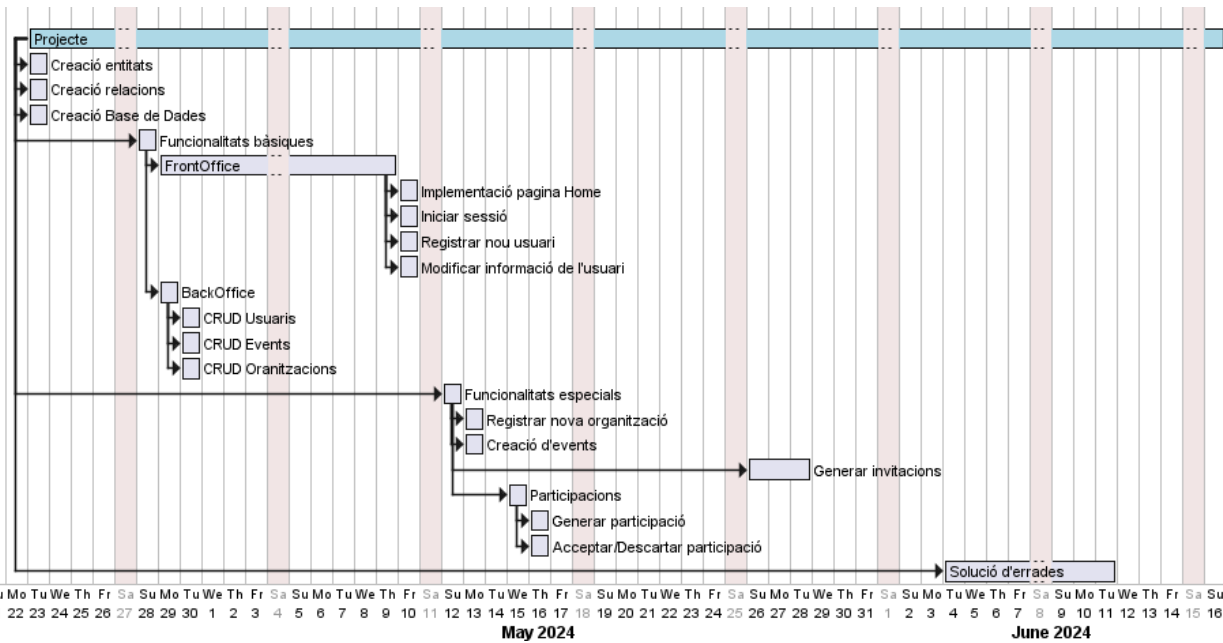 Projecte
Creació entitats
Creació relacions
Creació Base de Dades
Funcionalitats bàsiques
FrontOffice
Implementació pagina Home
Iniciar sessió
Registrar nou usuari
Modificar informació de l'usuari
BackOffice
CRUD Usuaris
CRUD Events
CRUD Oranitzacions
Funcionalitats especials
Registrar nova organització
Creació d'events
Generar invitacions
Participacions
Generar participació
Acceptar/Descartar participació
Solució d'errades
Mo Tu We Th Fr Sa Su Mo Tu We Th Fr Sa Su Mo Tu We Th Fr Sa Su Mo Tu We Th Fr Sa Su Mo Tu We Th Fr Sa Su Mo Tu We Th Fr Sa Su Mo Tu We Th Fr Sa Su Mo Tu We Th Fr Sa Su
22 23 24 25 26 27 28 29 30 1 2 3 4 5 6 7 8 9 10 11 12 13 14 15 16 17 18 19 20 21 22 23 24 25 26 27 28 29 30 31 1 2 3 4 5 6 7 8 9 10 11 12 13 14 15 16
May 2024 June 2024